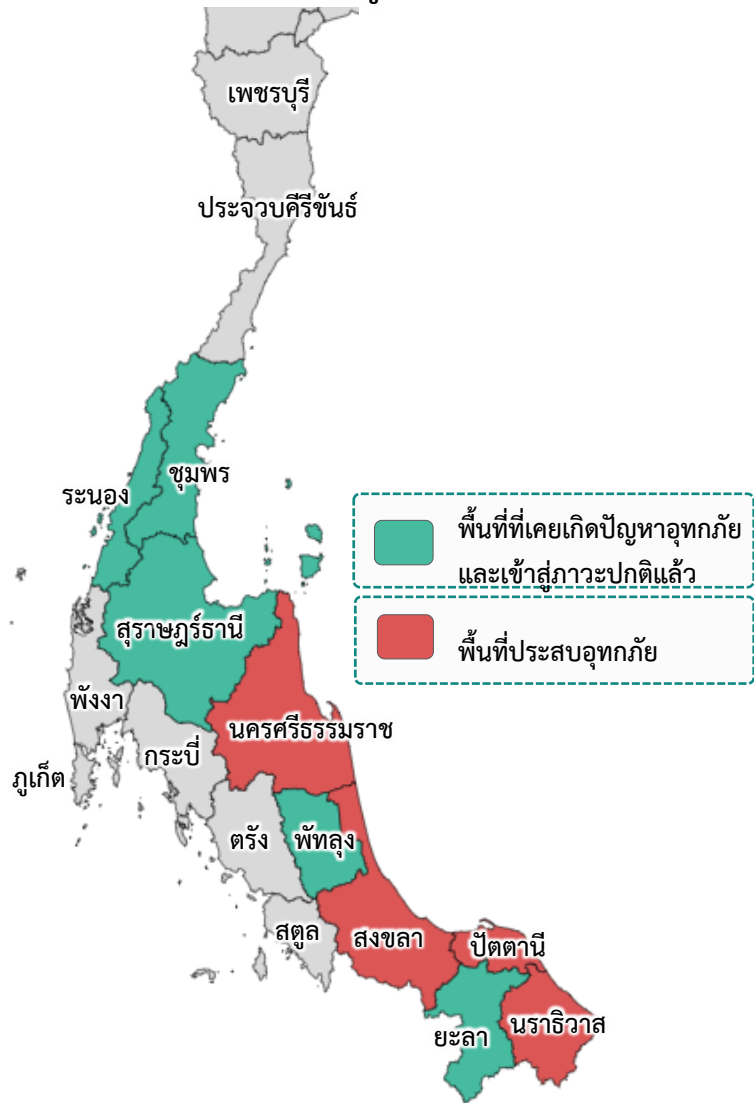 เพชรบุรี
ประจวบคีรีขันธ์
ชุมพร
ระนอง
พื้นที่ที่เคยเกิดปัญหาอุทกภัย
และเข้าสู่ภาวะปกติแล้ว
สุราษฎร์ธานี
พื้นที่ประสบอุทกภัย
พังงา
นครศรีธรรมราช
กระบี่
ภูเก็ต
ตรัง
พัทลุง
สตูล
สงขลา
ปัตตานี
ยะลา
นราธิวาส